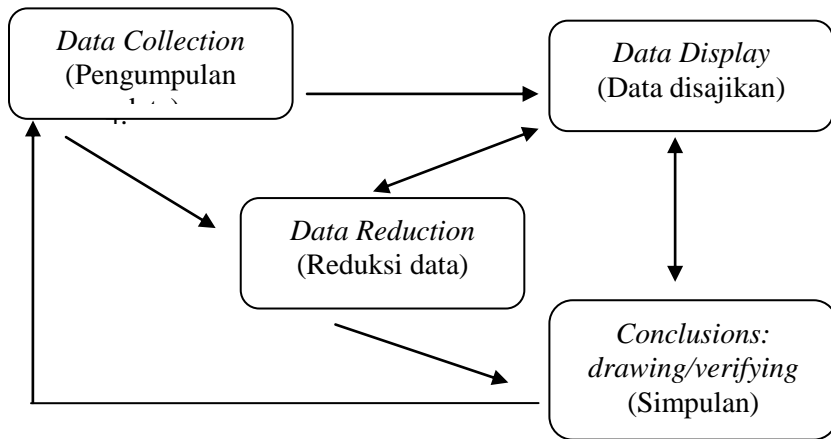 Data Collection
(Pengumpulan
Data Display
(Data disajikan)
Data Reduction
(Reduksi data)
Conclusions:
drawing/verifying
(Simpulan)